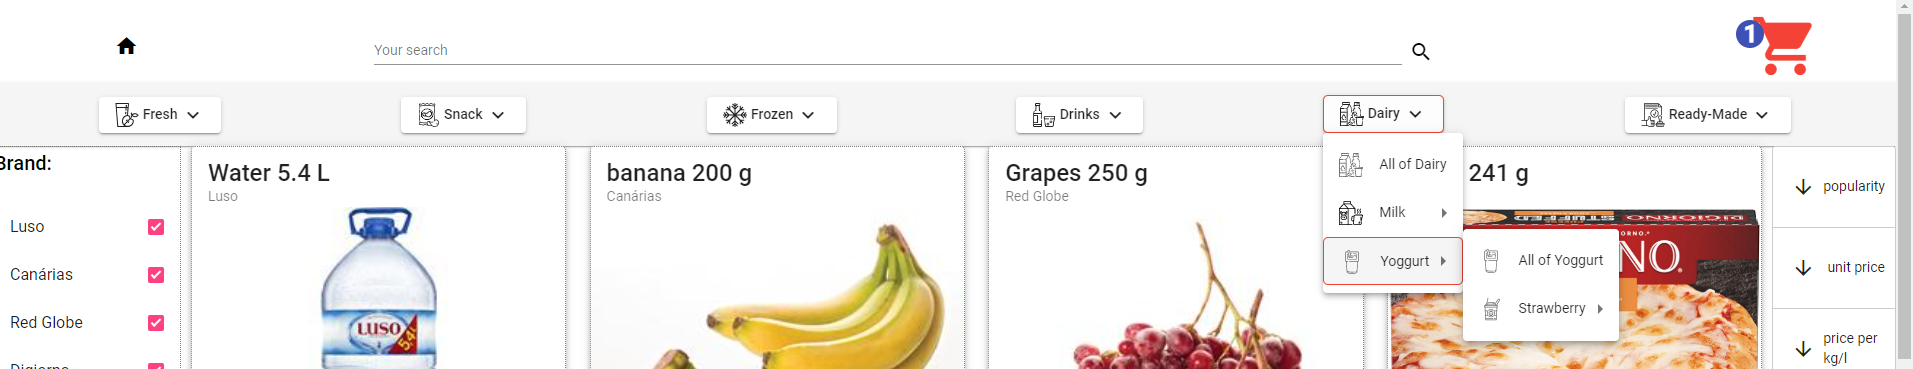 Your search
1
Fresh
Snack
Frozen
Drinks
Dairy
Ready-Made
Brand:
Luso
Canárias
Red Globe
Water 5.4 L
Luso
LUSO
5,4L
banana 200 g
Canárias
Grapes 250 g
Red Globe
All of Dairy
Milk
Yoggurt
All of Yoggurt
Strawberry
241 g
STUFFED
DIGIORNO
popularity
unit price
price per
kg/l